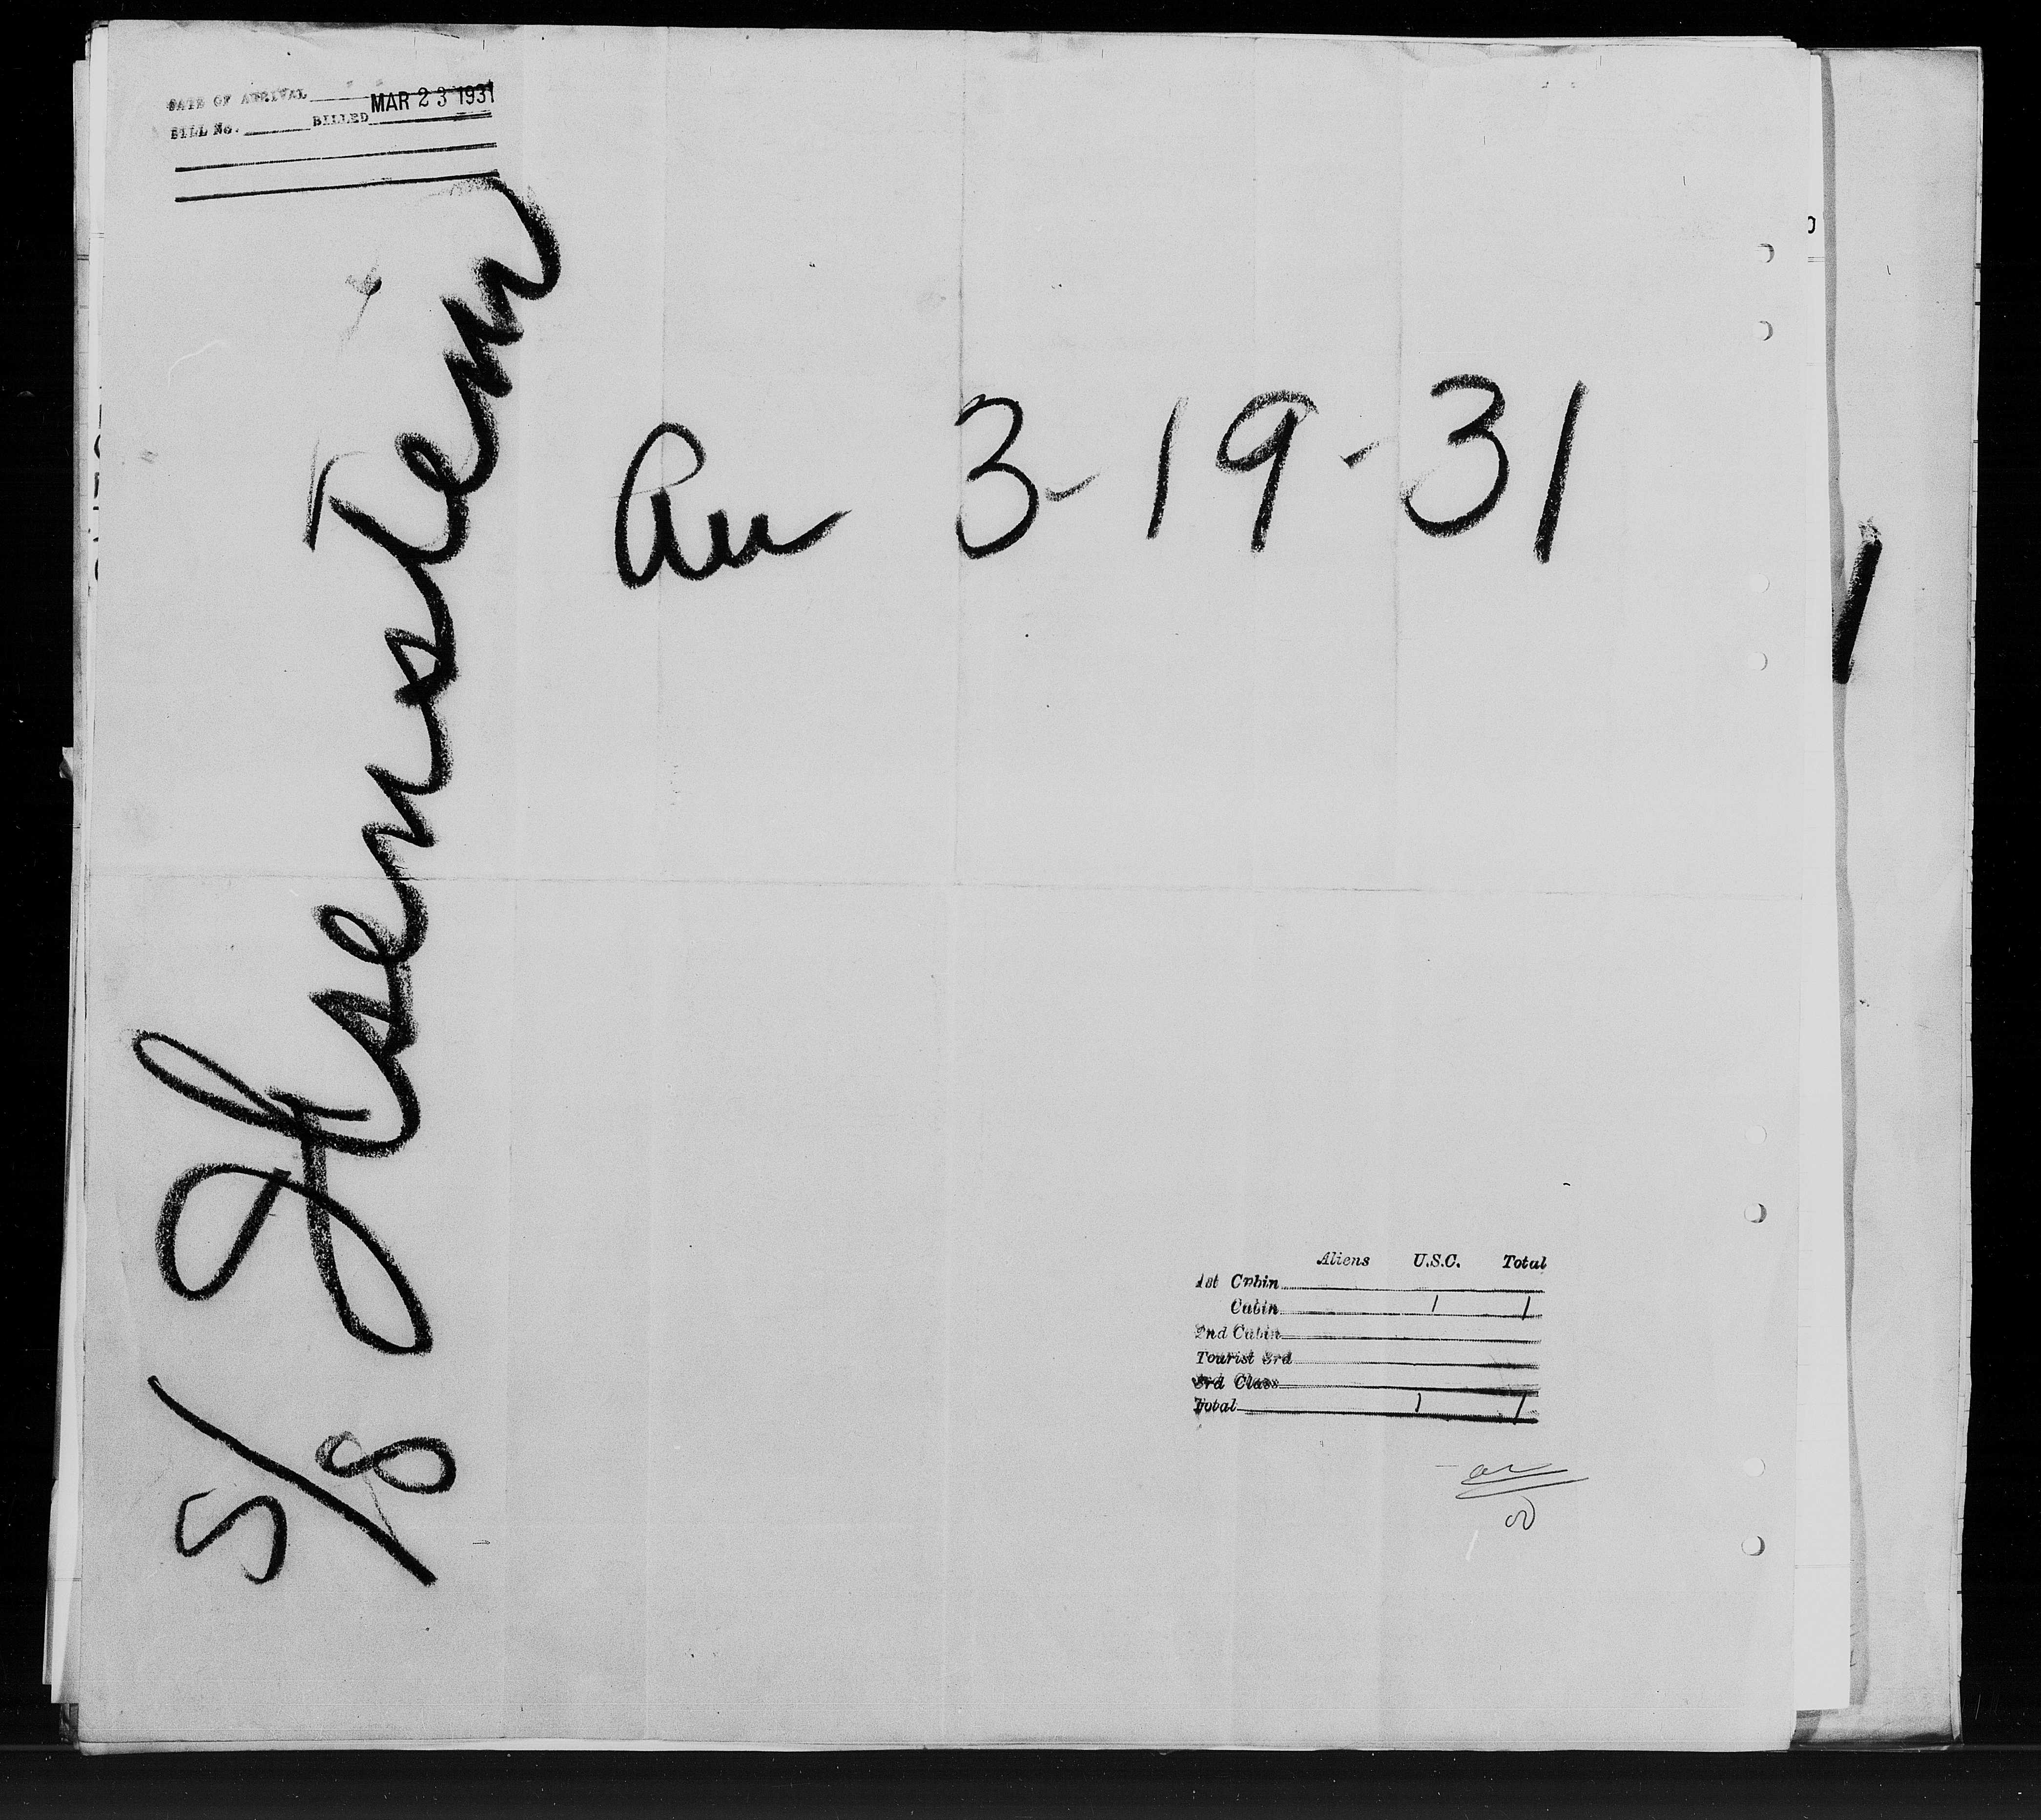 DATE OF ARRIVAL
BILL No. BILLED MAR 23 1931
S/S Ilsenstein
Arr 3-19-31
Aliens U.S.C. Total
1st Cabin
Cabin 1 1
2nd Cabin
Tourist 3rd
3rd Class
Total 1 1